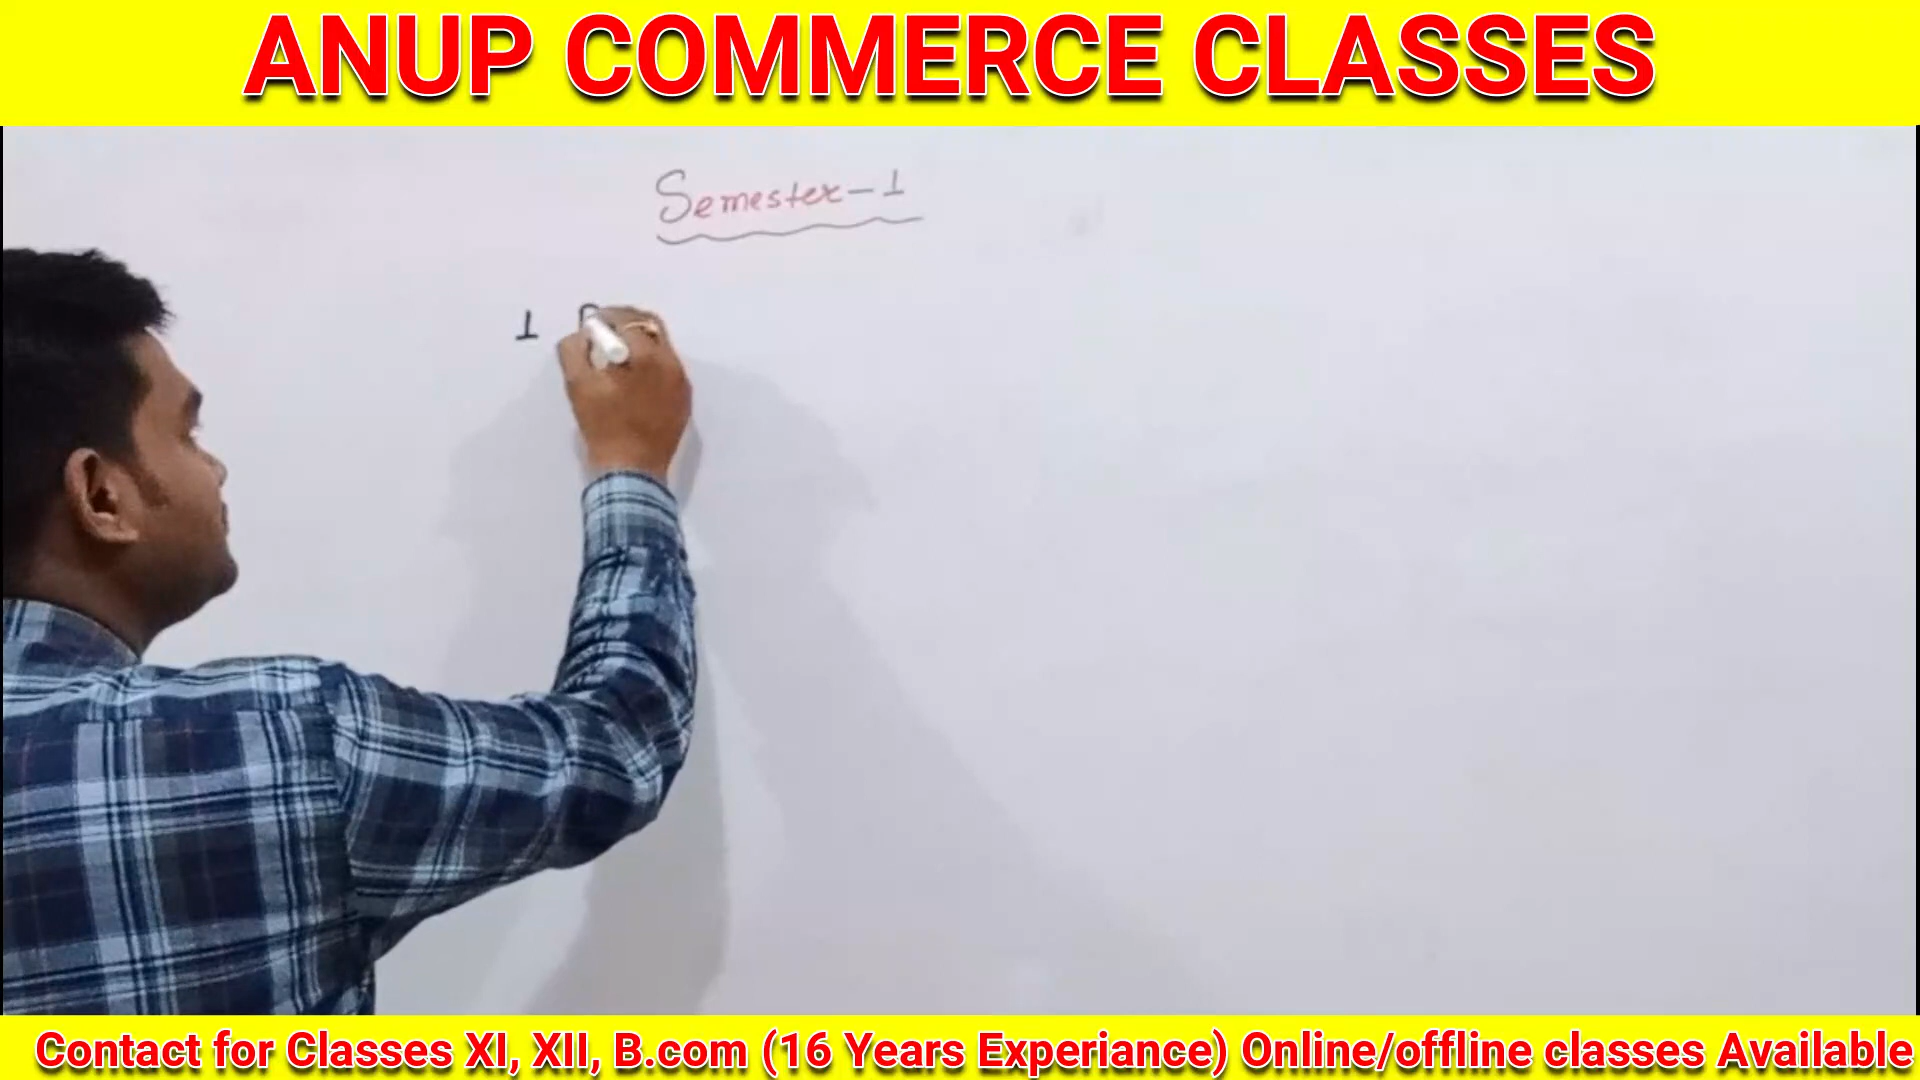 ANUP COMMERCE CLASSES
Semester-1
1
Contact for Classes XI, XII, B.com (16 Years Experiance) Online/offline classes Available